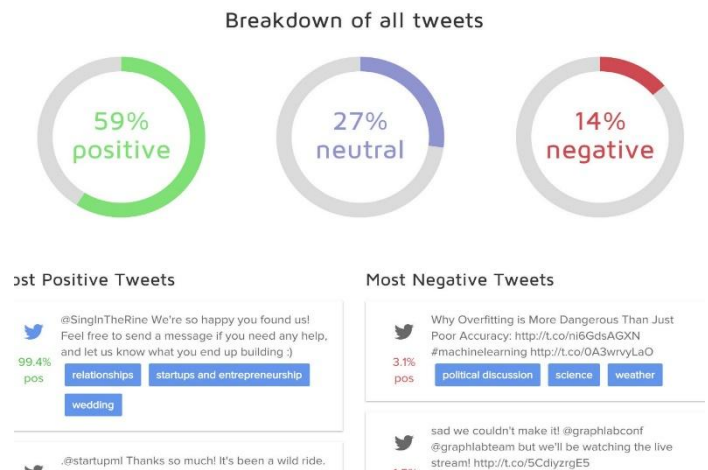 Breakdown of all tweets
59%
positive
27%
neutral
14%
negative
ost Positive Tweets
@SingInTheRine We're so happy you found us!
Feel free to send a message if you need any help,
and let us know what you end up building :)
99.4%
pos
relationships
startups and entrepreneurship
wedding
.@startupml Thanks so much! It's been a wild ride.
Most Negative Tweets
Why Overfitting is More Dangerous Than Just
Poor Accuracy: http://t.co/ni6GdsAGXN
#machinelearning http://t.co/0A3wrvyLaO
3.1%
pos
political discussion
science
weather
sad we couldn't make it! @graphlabconf
@graphlabteam but we'll be watching the live
stream! http://t.co/5CdiyzrgE5